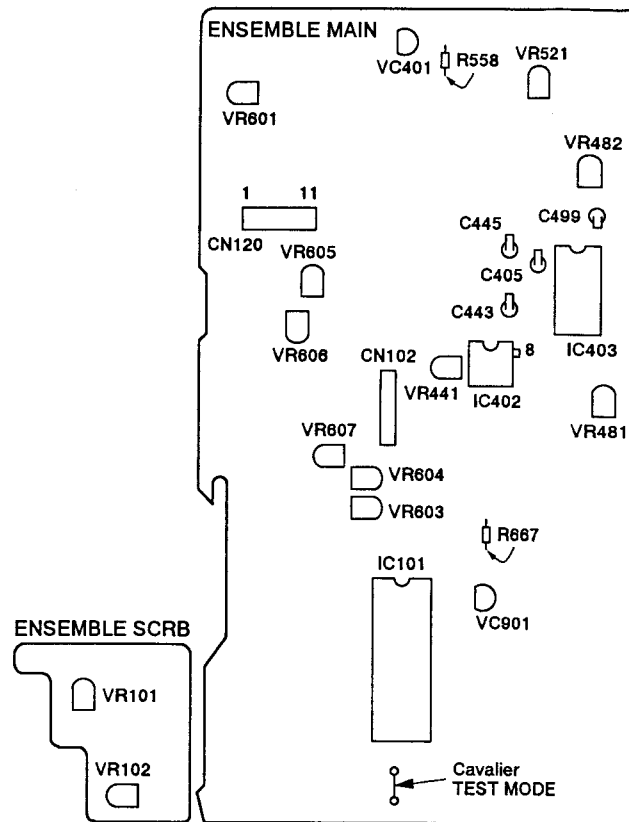 ENSEMBLE MAIN
VC401
R558
VR521
VR601
VR482
1 11
C499
C445
CN120
VR605
C405
C443
8
IC403
VR606
CN102
VR441
IC402
VR481
VR607
VR604
VR603
R667
IC101
VC901
ENSEMBLE SCRB
VR101
VR102
Cavalier
TEST MODE